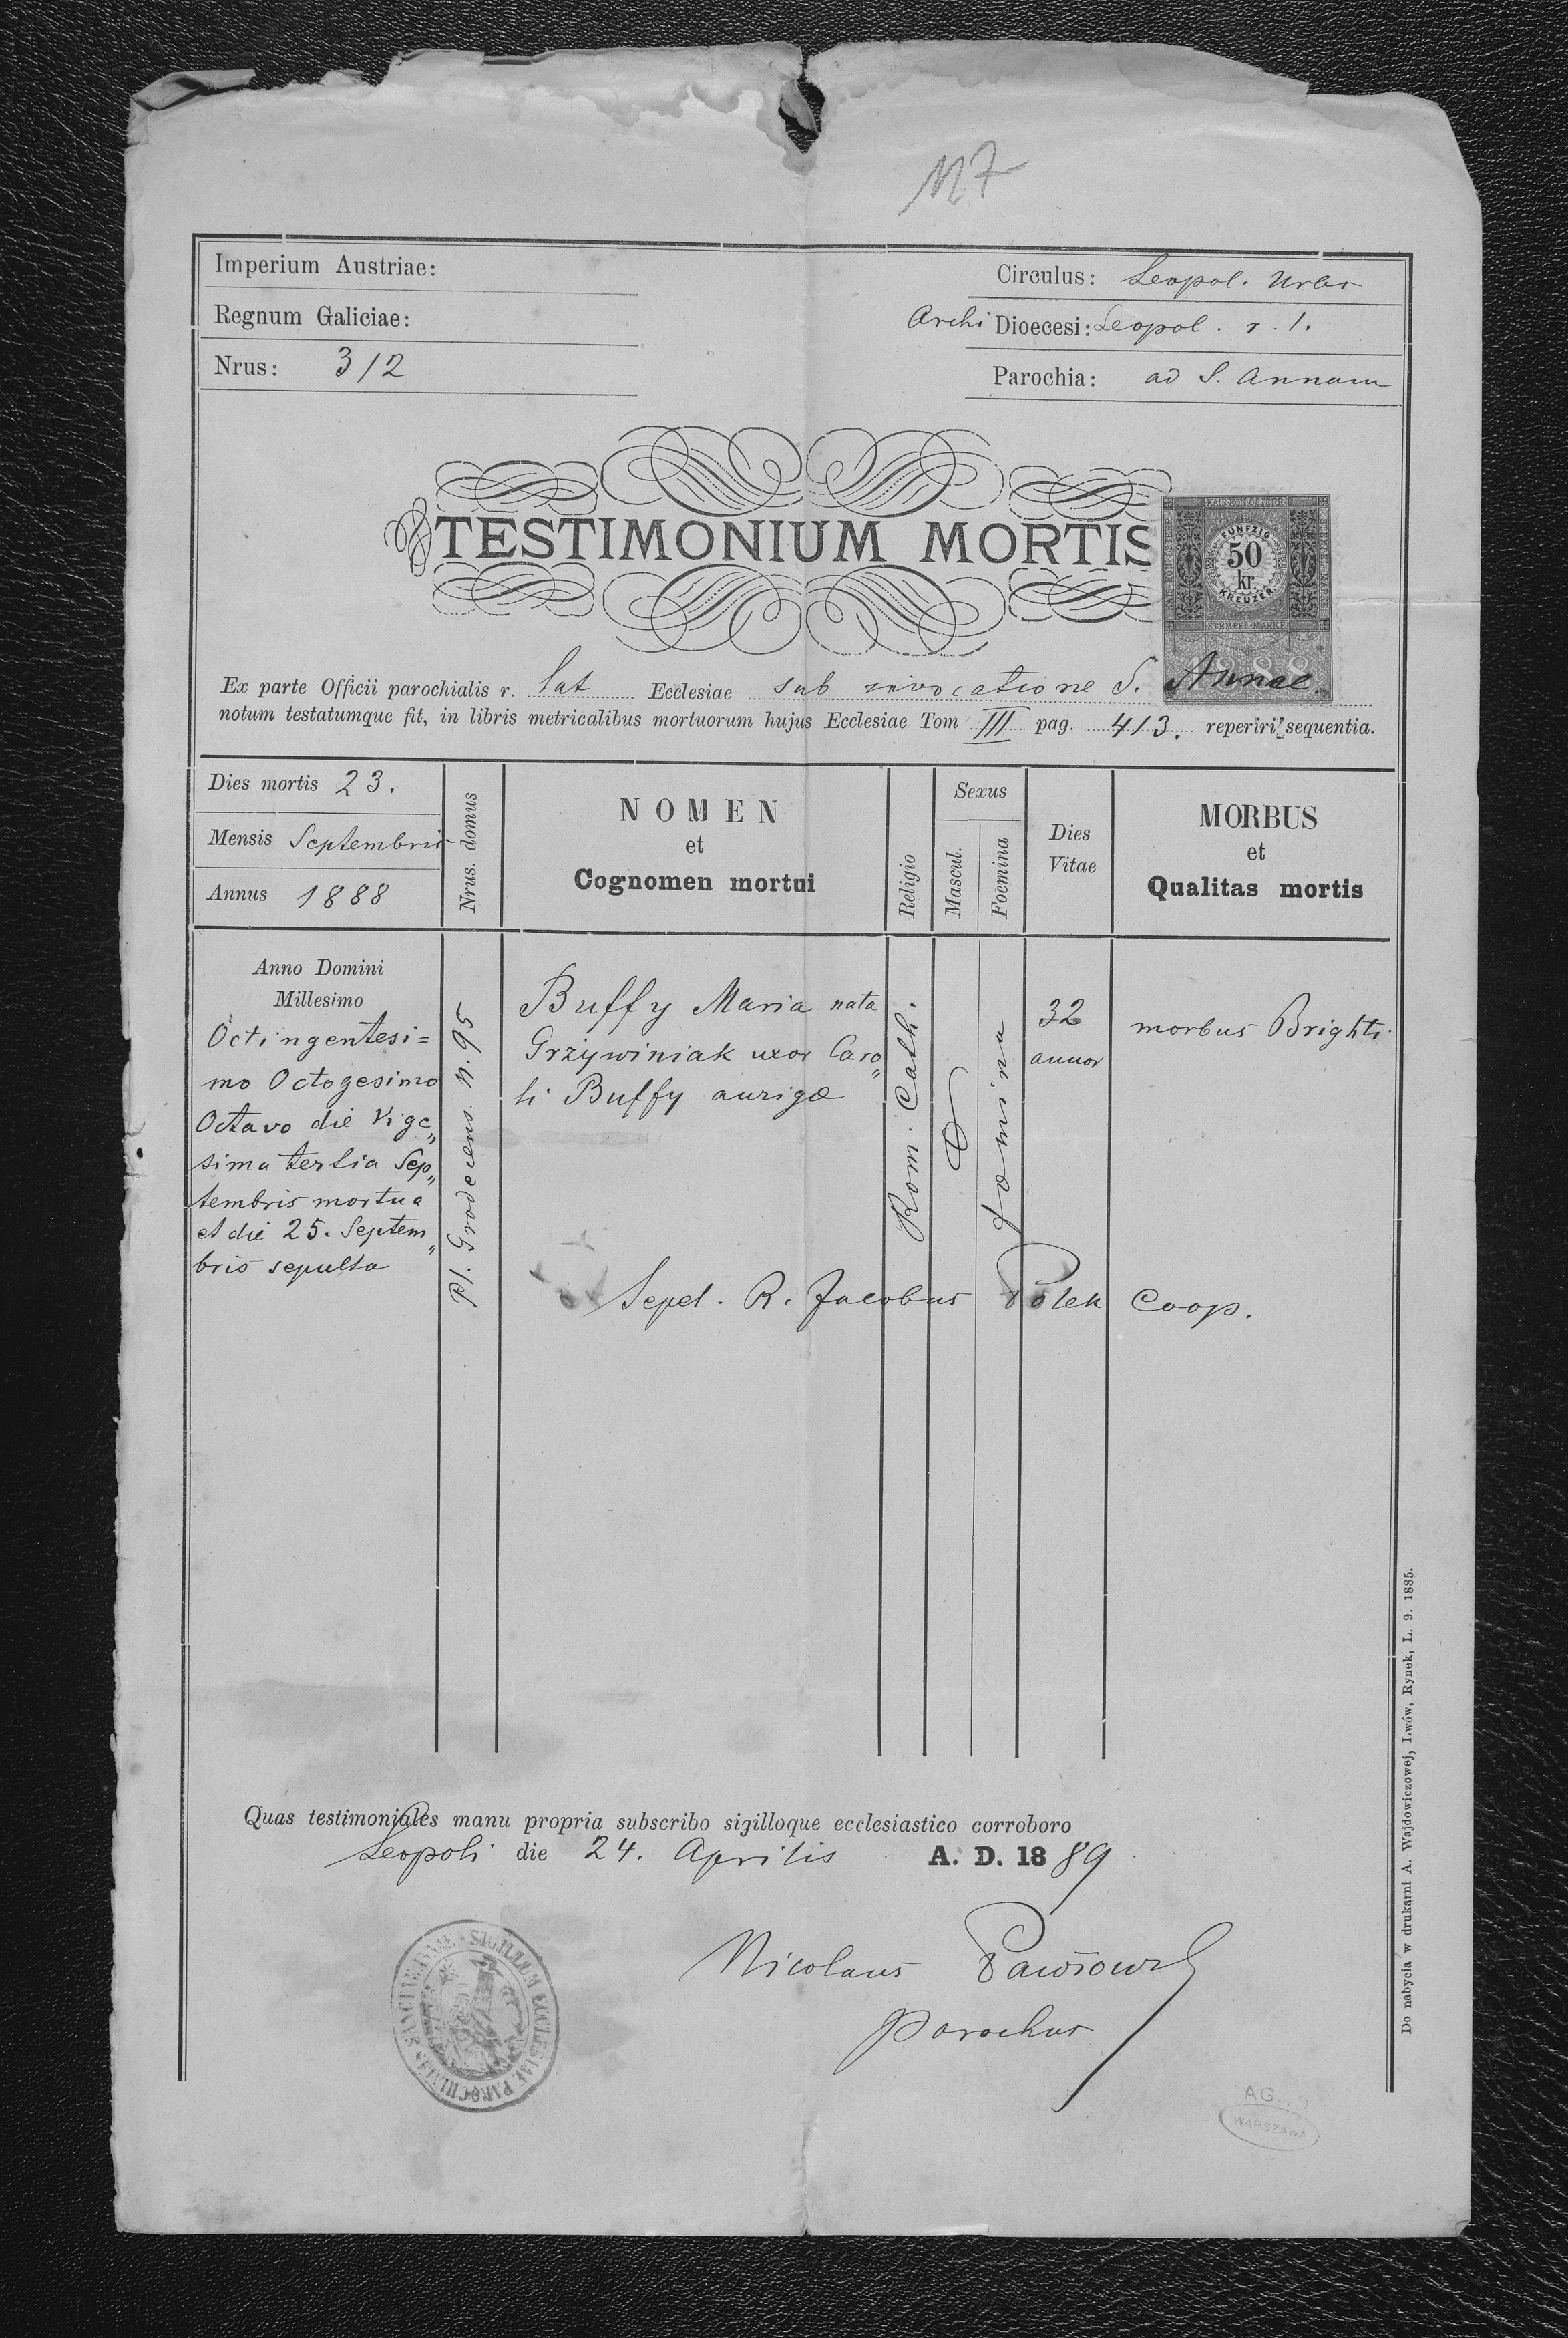 117
Imperium Austriae:
Regnum Galiciae:
Nrus: 312
Circulus: Leopol. Urbs
Archi Dioecesi: Leopol. r. l.
Parochia: ad S. Annam
TESTIMONIUM MORTIS
FÜNFZIG
50
kr.
KREUZER
STEMPEL-MARKE
1888
Ex parte Officii parochialis r. lat Ecclesiae sub invocatione S. Annae.
notum testatumque fit, in libris metricalibus mortuorum hujus Ecclesiae Tom III pag. 413. reperiri sequentia.
Dies mortis 23.
Mensis Septembris
Annus 1888
Nrus. domus
NOMEN
et
Cognomen mortui
Religio
Sexus
Mascul.
Foemina
Dies
Vitae
MORBUS
et
Qualitas mortis
Anno Domini
Millesimo
Octingentesi=
mo Octogesimo
Octavo die Vige„
sima tertia Sep„
tembris mortua
et die 25. Septem„
bris sepulta
Pl. Grodecens. N. 95
Buffy Maria nata
Grzywiniak uxor Caro„
li Buffy aurigae
Rom. Cath.
fomina
32
annor
morbus Brighti
Sepel. R. Jacobus Polek Coop.
Quas testimoniales manu propria subscribo sigilloque ecclesiastico corroboro
Leopoli die 24. Aprilis A. D. 1889
Nicolaus
Parochus
SIGILLUM ECCLESIAE PAROCHIALIS SANCTAE ANNAE
WARSZAWA
Do nabycia w drukarni A. Wajdowiczowej, Lwów, Rynek, L. 9. 1885.